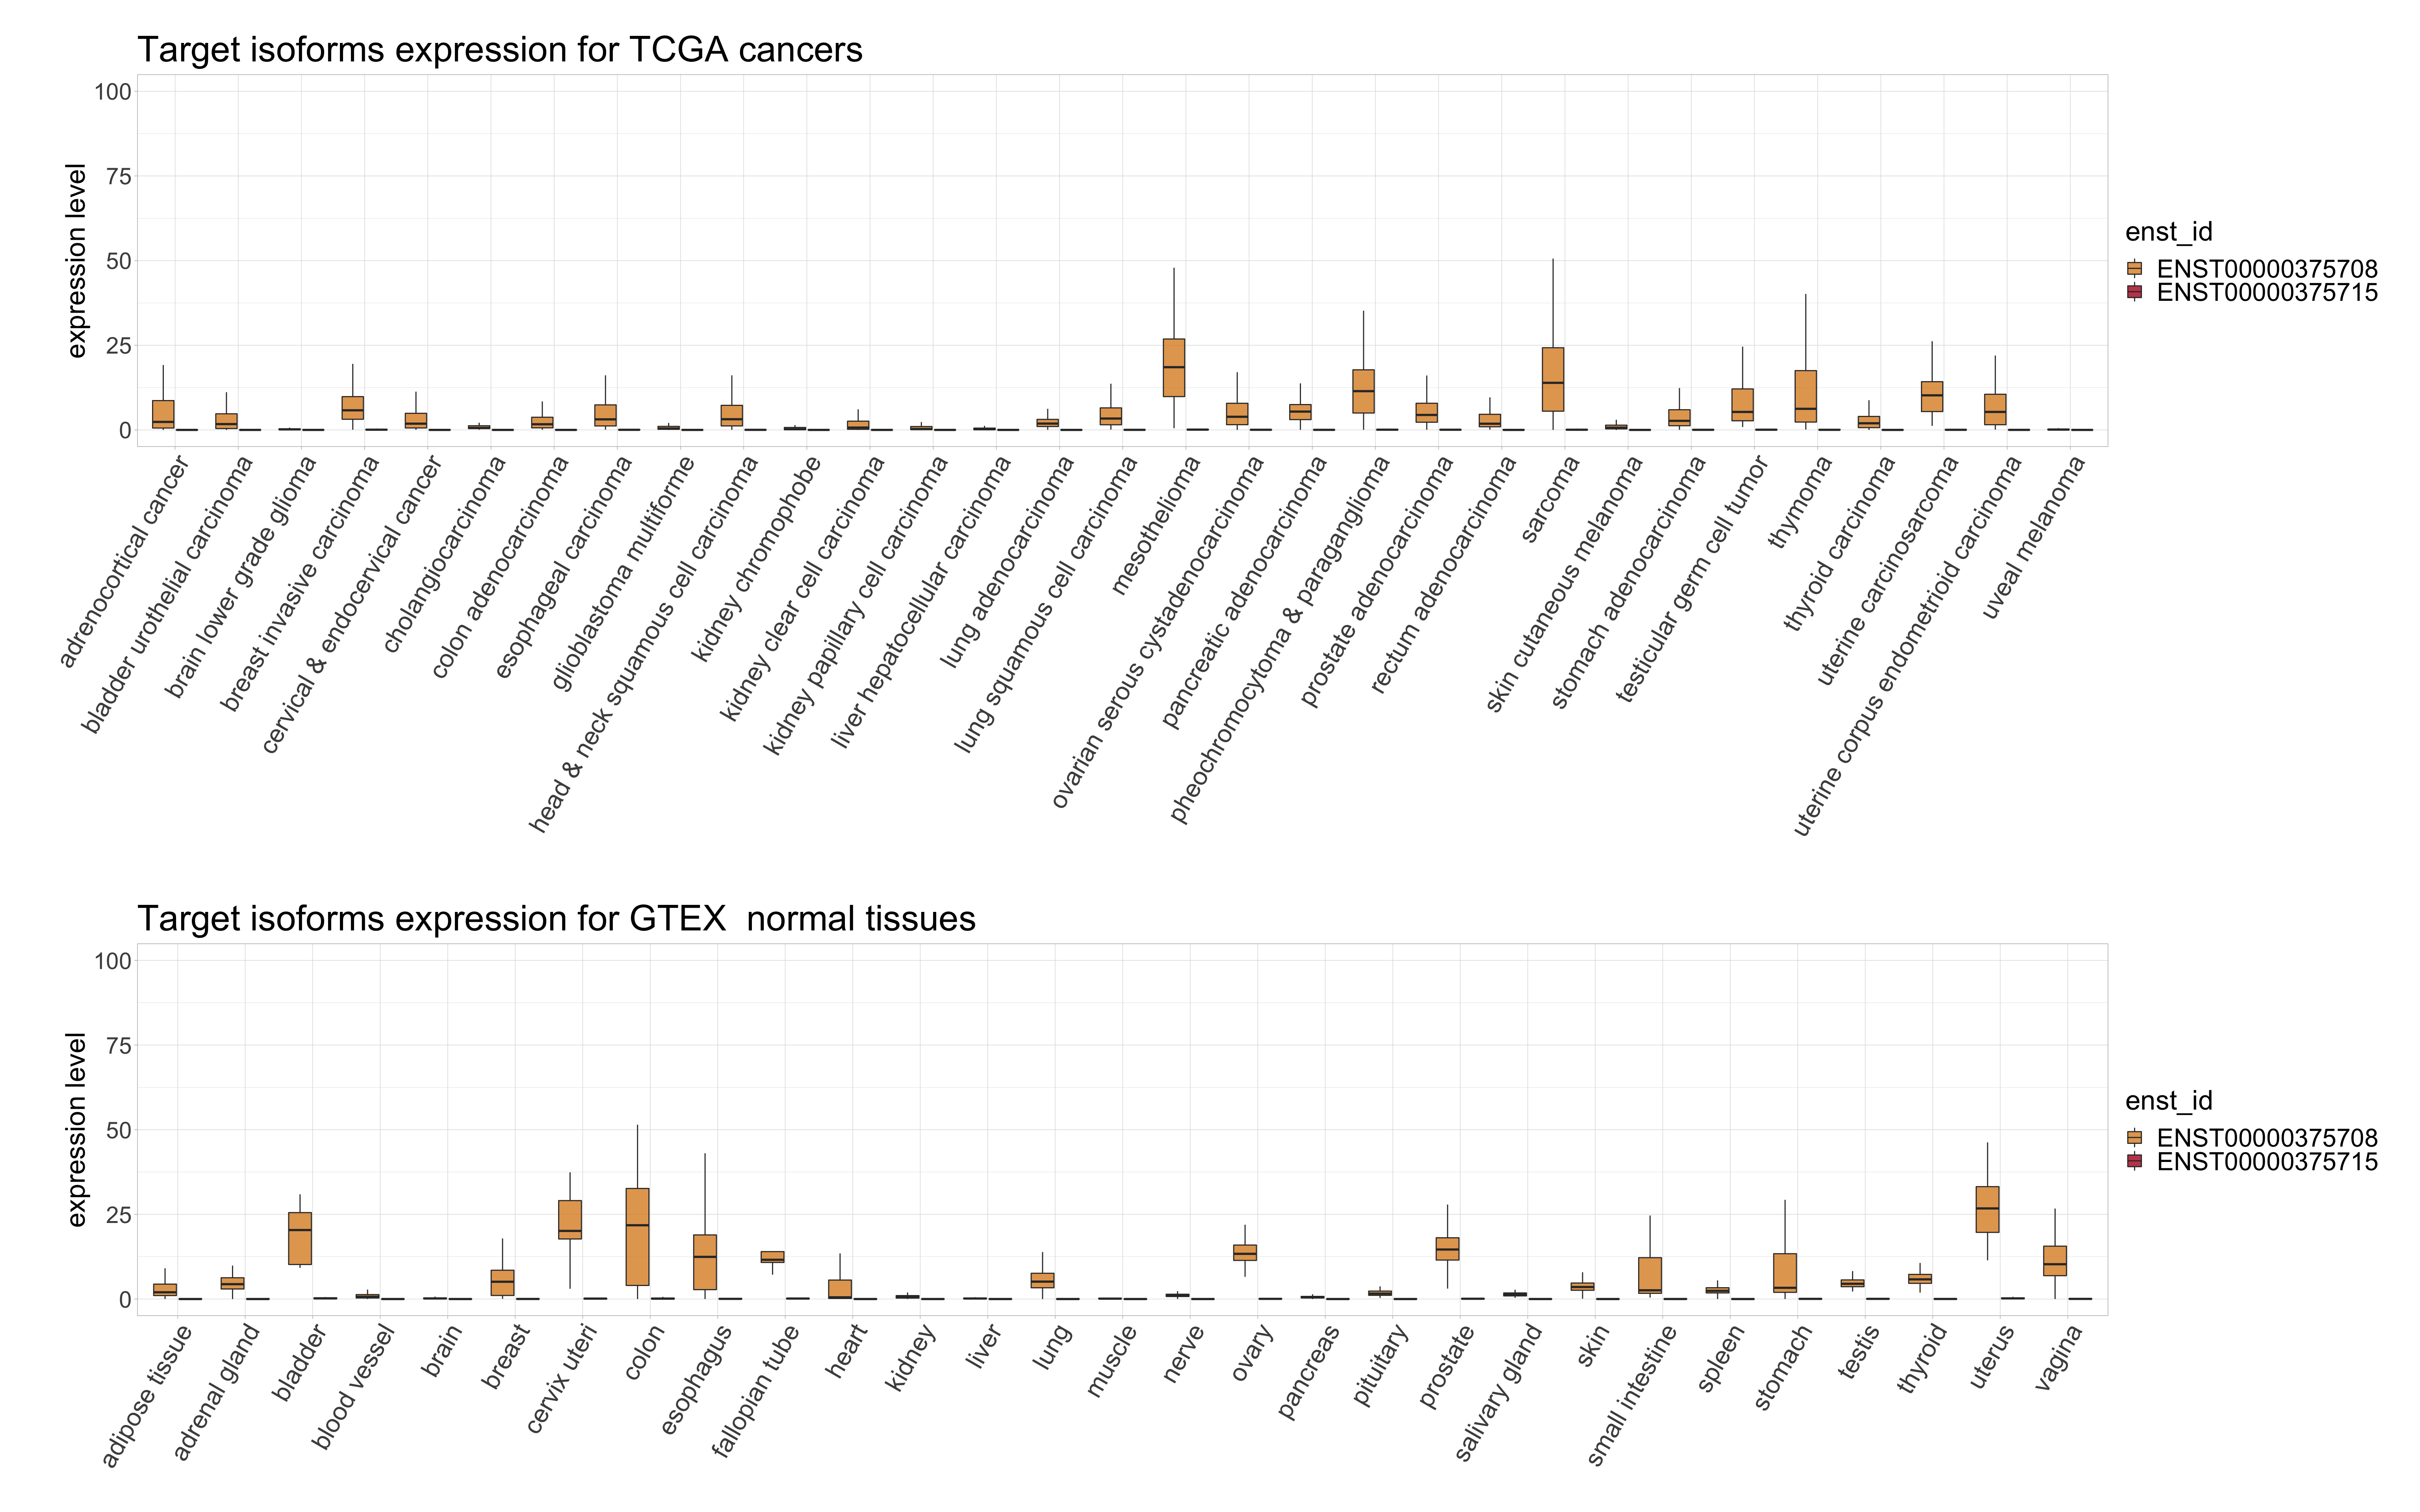 Target isoforms expression for TCGA cancers
100
75
50
25
0
expression level
adrenocortical cancer
bladder urothelial carcinoma
brain lower grade glioma
breast invasive carcinoma
cervical & endocervical cancer
cholangiocarcinoma
colon adenocarcinoma
esophageal carcinoma
glioblastoma multiforme
head & neck squamous cell carcinoma
kidney chromophobe
kidney clear cell carcinoma
kidney papillary cell carcinoma
liver hepatocellular carcinoma
lung adenocarcinoma
lung squamous cell carcinoma
mesothelioma
ovarian serous cystadenocarcinoma
pancreatic adenocarcinoma
pheochromocytoma & paraganglioma
prostate adenocarcinoma
rectum adenocarcinoma
sarcoma
skin cutaneous melanoma
stomach adenocarcinoma
testicular germ cell tumor
thymoma
thyroid carcinoma
uterine carcinosarcoma
uterine corpus endometrioid carcinoma
uveal melanoma
enst_id
ENST00000375708
ENST00000375715
Target isoforms expression for GTEX  normal tissues
100
75
50
25
0
expression level
adipose tissue
adrenal gland
bladder
blood vessel
brain
breast
cervix uteri
colon
esophagus
fallopian tube
heart
kidney
liver
lung
muscle
nerve
ovary
pancreas
pituitary
prostate
salivary gland
skin
small intestine
spleen
stomach
testis
thyroid
uterus
vagina
enst_id
ENST00000375708
ENST00000375715